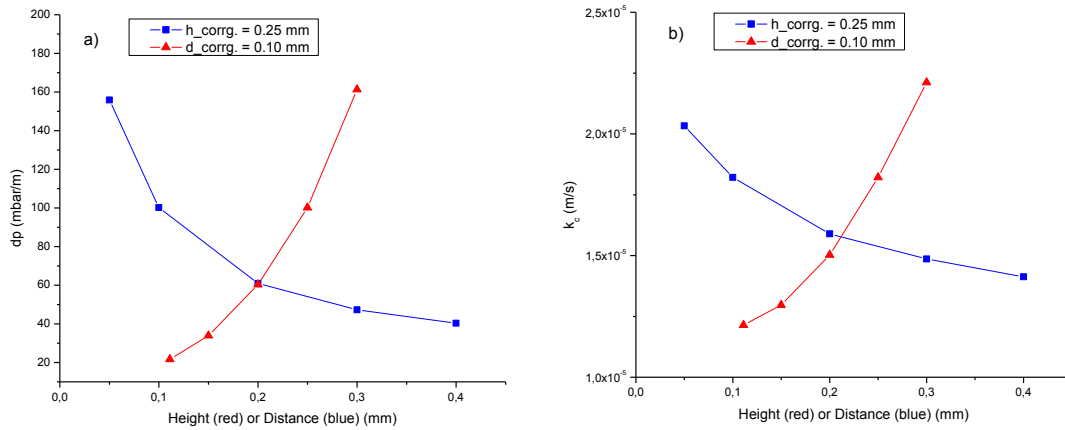 a)
h_corrg. = 0.25 mm
d_corrg. = 0.10 mm
200
180
160
140
120
100
80
60
40
20
dp (mbar/m)
0,0
0,1
0,2
0,3
0,4
Height (red) or Distance (blue) (mm)
b)
h_corrg. = 0.25 mm
d_corrg. = 0.10 mm
2,5x10⁻⁵
2,0x10⁻⁵
1,5x10⁻⁵
1,0x10⁻⁵
k_c (m/s)
0,0
0,1
0,2
0,3
0,4
Height (red) or Distance (blue) (mm)